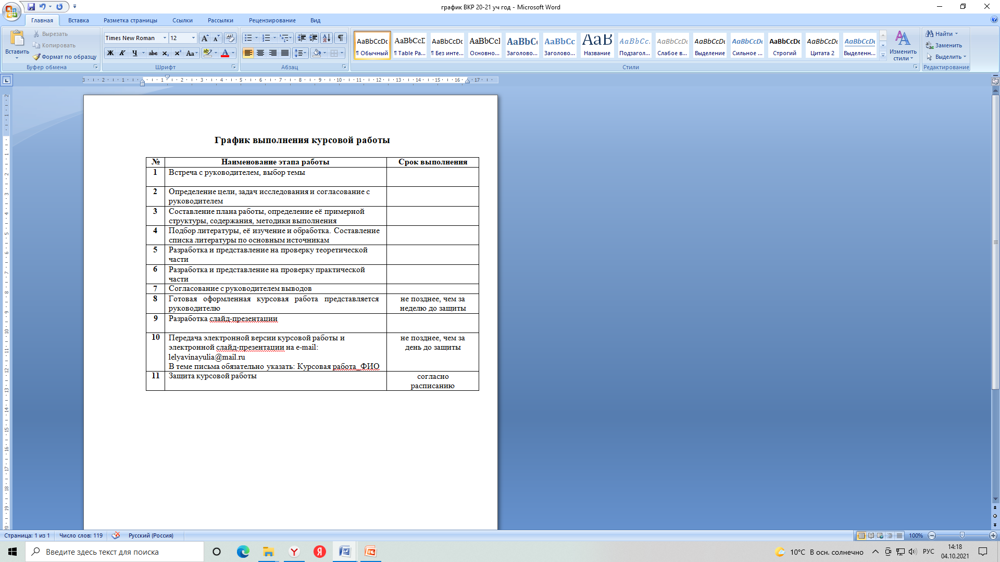 график ВКР 20-21 уч год - Microsoft Word
Главная Вставка Разметка страницы Ссылки Рассылки Рецензирование Вид
Вставить
Вырезать
Копировать
Формат по образцу
Буфер обмена
Times New Roman 12
Ж К Ч abc x₂ x² Aa
Шрифт
Абзац
AaBbCcDc AaBbCcI AaBbCcDc AaBbCcI AaBbC AaBbCc AaB AaBbCc. AaBbCcDc AaBbCcDc AaBbCcDc AaBbCcDc AaBbCcDc AaBbCcDc
¶ Обычный ¶ Table Pa... ¶ Без инте... Основно... Заголово... Заголово... Название Подзагол... Слабое в... Выделение Сильное ... Строгий Цитата 2 Выделенн...
Стили
Изменить стили
Найти
Заменить
Выделить
Редактирование
График выполнения курсовой работы
№ Наименование этапа работы Срок выполнения
1 Встреча с руководителем, выбор темы
2 Определение цели, задач исследования и согласование с
руководителем
3 Составление плана работы, определение её примерной
структуры, содержания, методики выполнения
4 Подбор литературы, её изучение и обработка. Составление
списка литературы по основным источникам
5 Разработка и представление на проверку теоретической
части
6 Разработка и представление на проверку практической
части
7 Согласование с руководителем выводов
8 Готовая оформленная курсовая работа представляется не позднее, чем за
руководителю неделю до защиты
9 Разработка слайд-презентации
10 Передача электронной версии курсовой работы и не позднее, чем за
электронной слайд-презентации на e-mail: день до защиты
lelyavinayulia@mail.ru
В теме письма обязательно указать: Курсовая работа_ФИО
11 Защита курсовой работы согласно
расписанию
Страница: 1 из 1 Число слов: 119 Русский (Россия) 100%
Введите здесь текст для поиска
10°C В осн. солнечно РУС 14:18
04.10.2021